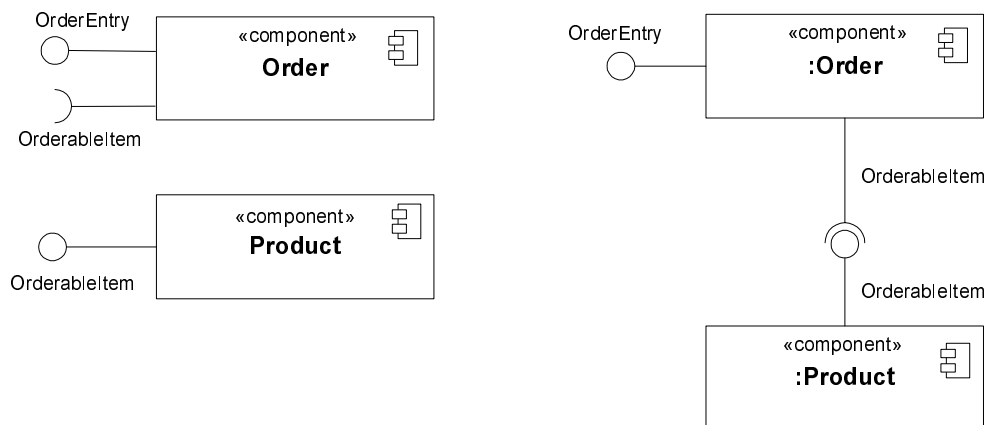 OrderEntry
«component»
Order
OrderableItem
«component»
Product
OrderableItem
OrderEntry
«component»
:Order
OrderableItem
OrderableItem
«component»
:Product